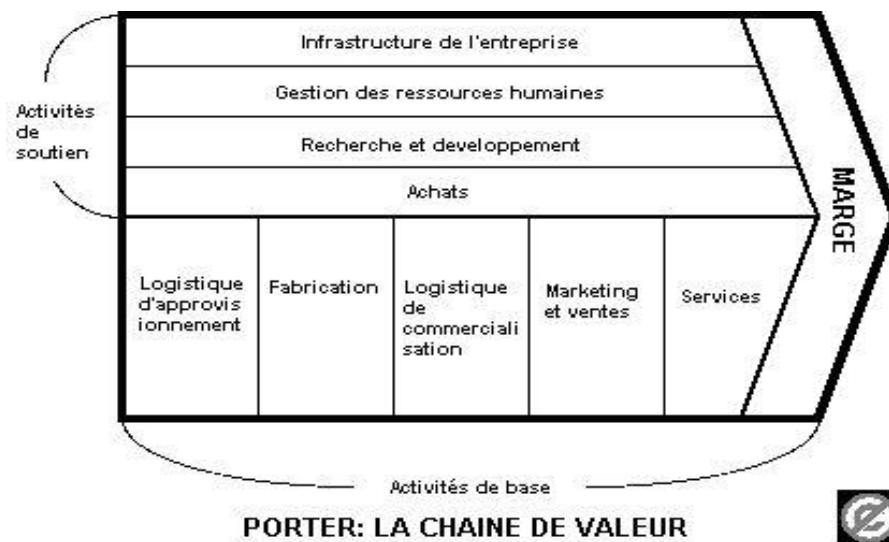 Infrastructure de l'entreprise
Gestion des ressources humaines
Activités
de
soutien
Recherche et developpement
Achats
MARGE
Logistique
d'approvis
ionnement
Fabrication
Logistique
de
commerciali
sation
Marketing
et ventes
Services
Activités de base
PORTER: LA CHAINE DE VALEUR